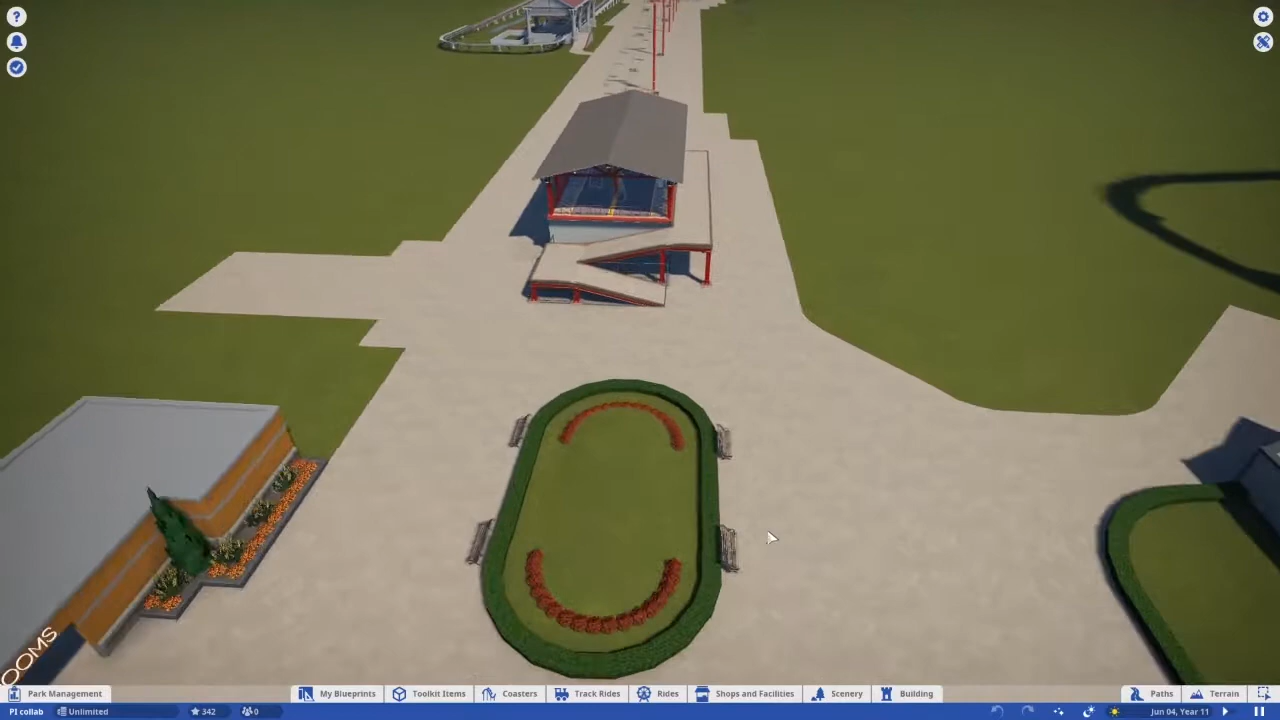 ?
OOMS
Park Management
My Blueprints
Toolkit Items
Coasters
Track Rides
Rides
Shops and Facilities
Scenery
Building
Paths
Terrain
PI collab
Unlimited
342
0
Jun 04, Year 11